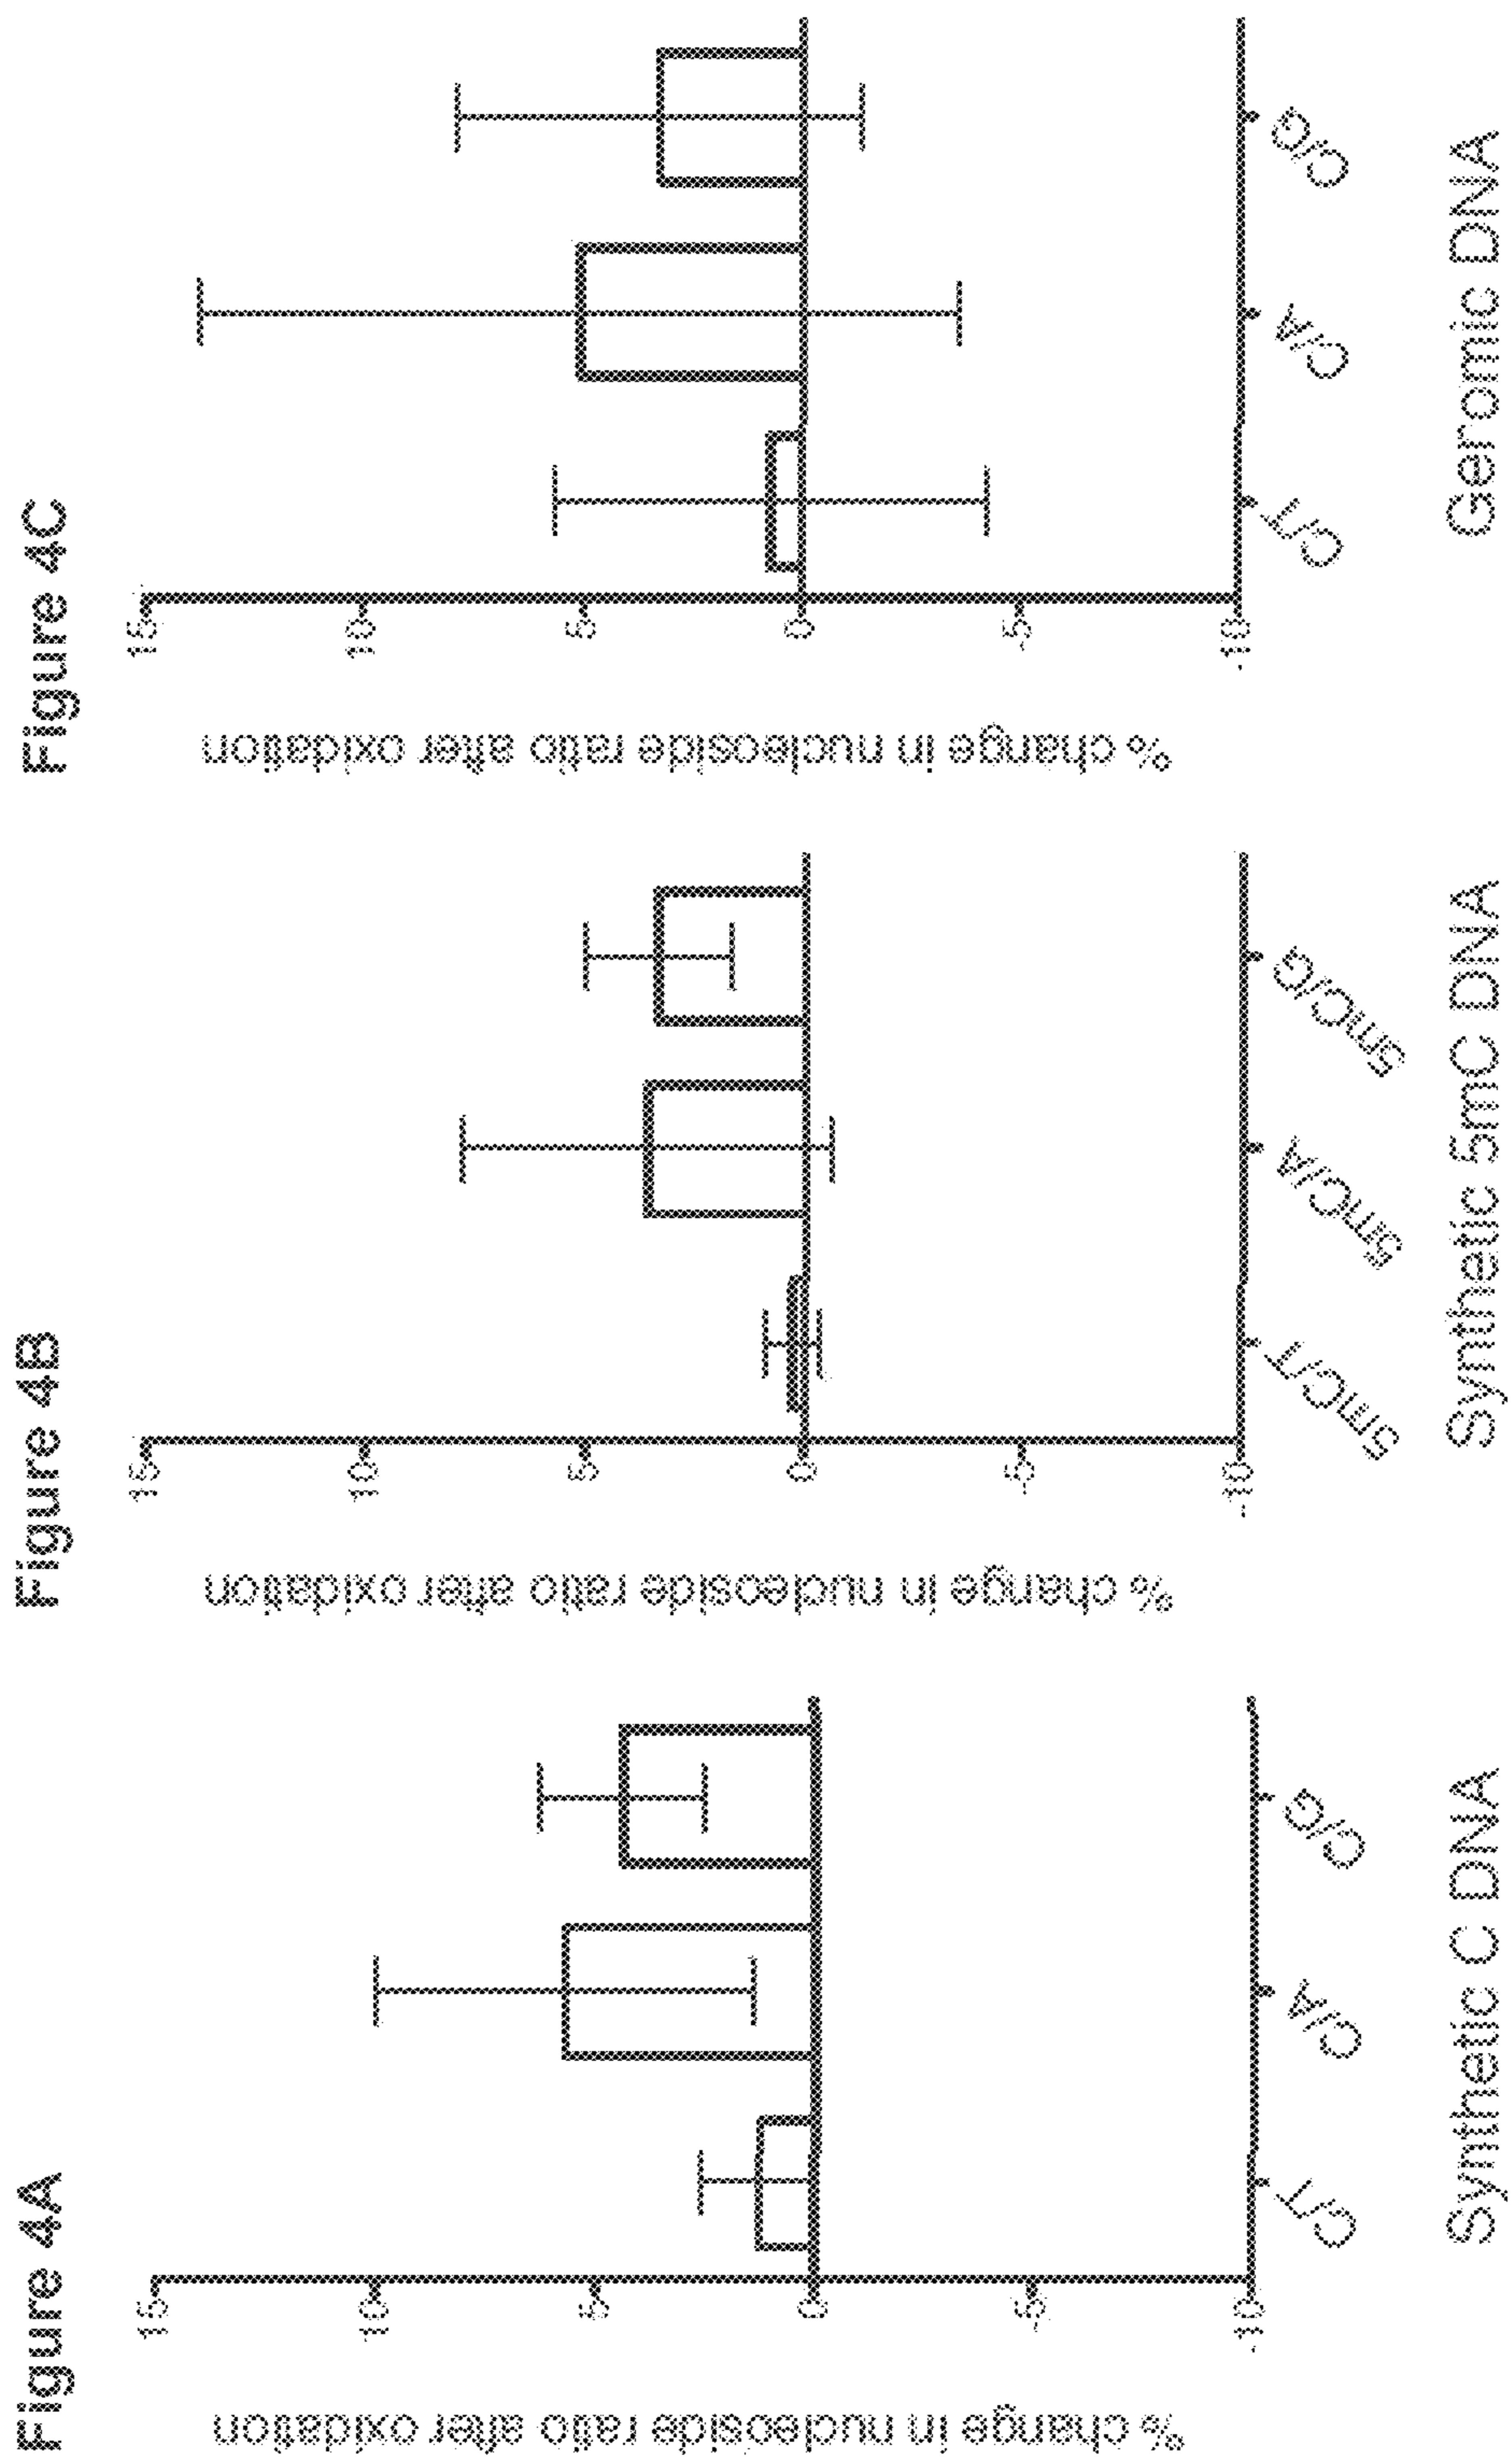 Figure 4A
% change in nucleoside ratio after oxidation
15
10
5
0
-5
-10
C/T
C/A
C/G
Synthetic C DNA
Figure 4B
% change in nucleoside ratio after oxidation
15
10
5
0
-5
-10
5mC/T
5mC/A
5mC/G
Synthetic 5mC DNA
Figure 4C
% change in nucleoside ratio after oxidation
15
10
5
0
-5
-10
C/T
C/A
C/G
Genomic DNA